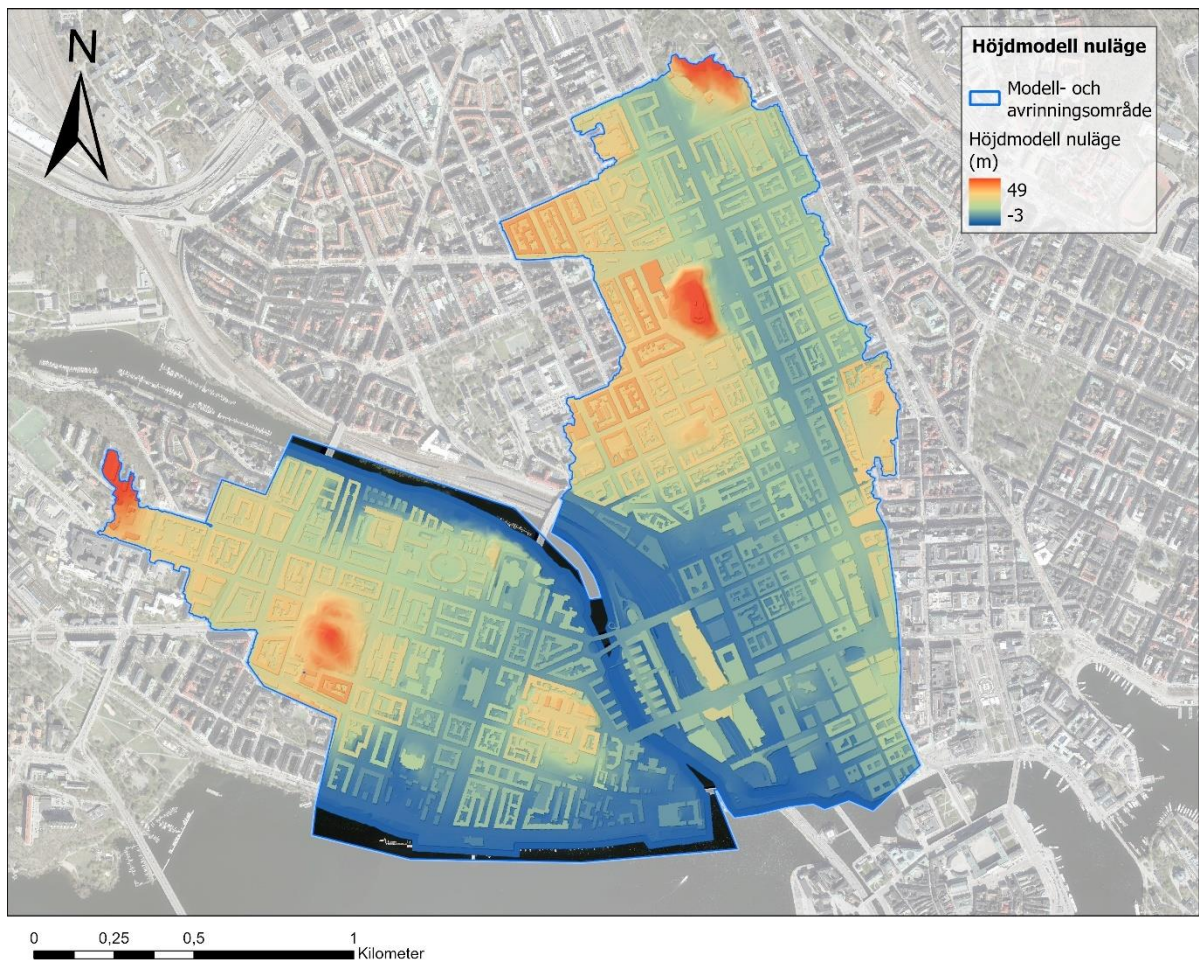 N
Höjdmodell nuläge
Modell- och
avrinningsområde
Höjdmodell nuläge
(m)
49
-3
0 0,25 0,5 1
Kilometer